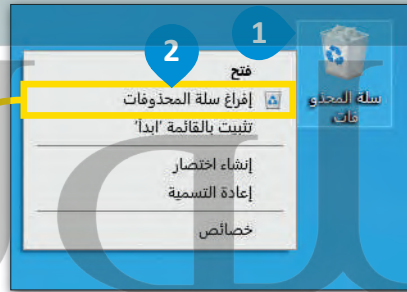 1
سلة المحذو
فات
2
فتح
إفراغ سلة المحذوفات
تثبيت بالقائمة 'ابدأ'
إنشاء اختصار
إعادة التسمية
خصائص